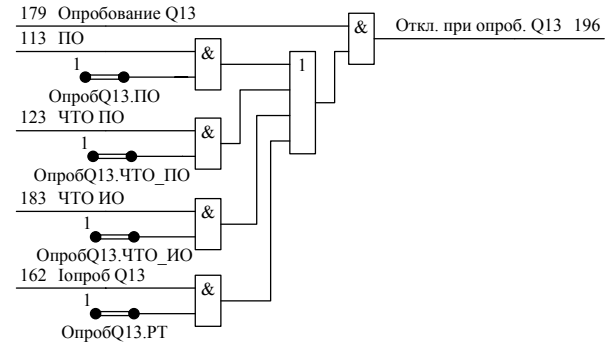 179 Опробование Q13
&
Откл. при опроб. Q13 196
113 ПО
&
1
1
ОпробQ13.ПО
123 ЧТО ПО
&
1
ОпробQ13.ЧТО_ПО
183 ЧТО ИО
&
1
ОпробQ13.ЧТО_ИО
162 Iопроб Q13
&
1
ОпробQ13.РТ